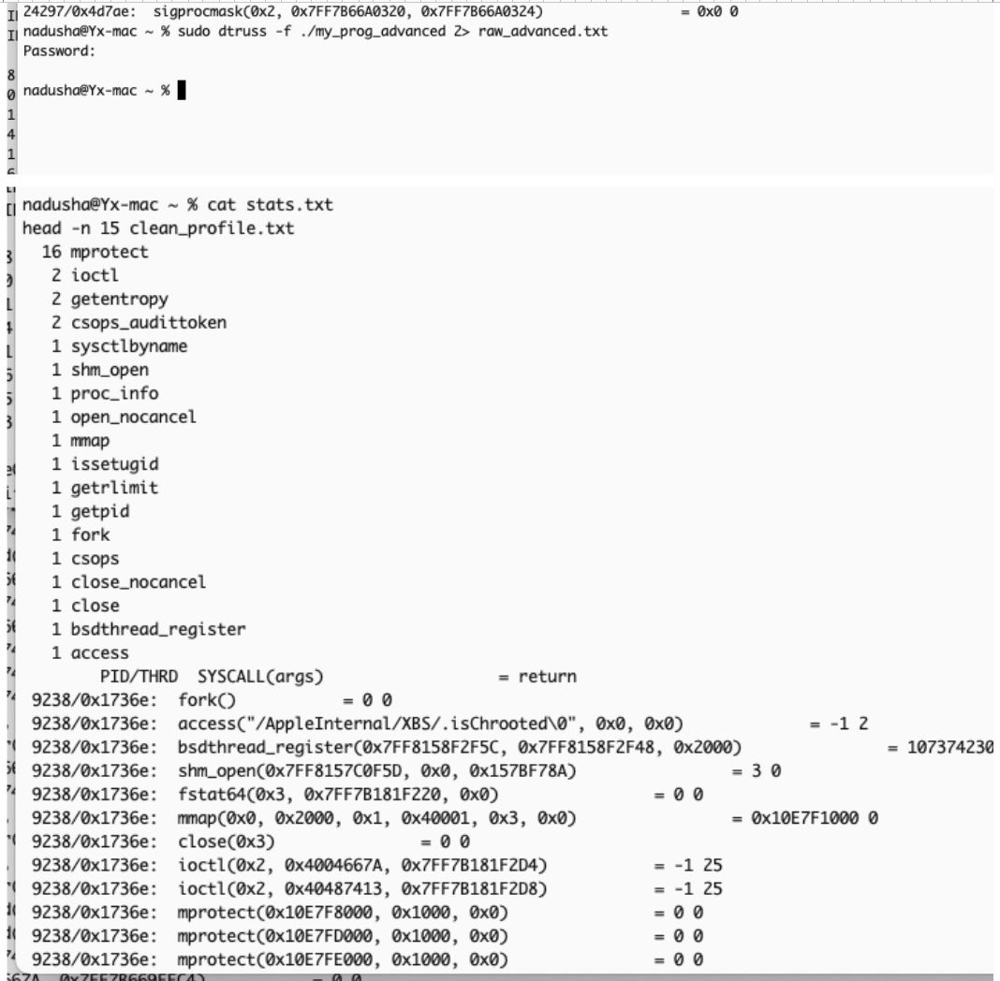 24297/0x4d7ae:  sigprocmask(0x2, 0x7FF7B66A0320, 0x7FF7B66A0324)                 = 0x0 0
nadusha@Yx-mac ~ % sudo dtruss -f ./my_prog_advanced 2> raw_advanced.txt
Password:
nadusha@Yx-mac ~ %
nadusha@Yx-mac ~ % cat stats.txt
head -n 15 clean_profile.txt
  16 mprotect
   2 ioctl
   2 getentropy
   2 csops_audittoken
   1 sysctlbyname
   1 shm_open
   1 proc_info
   1 open_nocancel
   1 mmap
   1 issetugid
   1 getrlimit
   1 getpid
   1 fork
   1 csops
   1 close_nocancel
   1 close
   1 bsdthread_register
   1 access
        PID/THRD  SYSCALL(args)                  = return
 9238/0x1736e:  fork()           = 0 0
 9238/0x1736e:  access("/AppleInternal/XBS/.isChrooted\0", 0x0, 0x0)             = -1 2
 9238/0x1736e:  bsdthread_register(0x7FF8158F2F5C, 0x7FF8158F2F48, 0x2000)               = 107374230
 9238/0x1736e:  shm_open(0x7FF8157C0F5D, 0x0, 0x157BF78A)                = 3 0
 9238/0x1736e:  fstat64(0x3, 0x7FF7B181F220, 0x0)                = 0 0
 9238/0x1736e:  mmap(0x0, 0x2000, 0x1, 0x40001, 0x3, 0x0)                = 0x10E7F1000 0
 9238/0x1736e:  close(0x3)               = 0 0
 9238/0x1736e:  ioctl(0x2, 0x4004667A, 0x7FF7B181F2D4)           = -1 25
 9238/0x1736e:  ioctl(0x2, 0x40487413, 0x7FF7B181F2D8)           = -1 25
 9238/0x1736e:  mprotect(0x10E7F8000, 0x1000, 0x0)               = 0 0
 9238/0x1736e:  mprotect(0x10E7FD000, 0x1000, 0x0)               = 0 0
 9238/0x1736e:  mprotect(0x10E7FE000, 0x1000, 0x0)               = 0 0